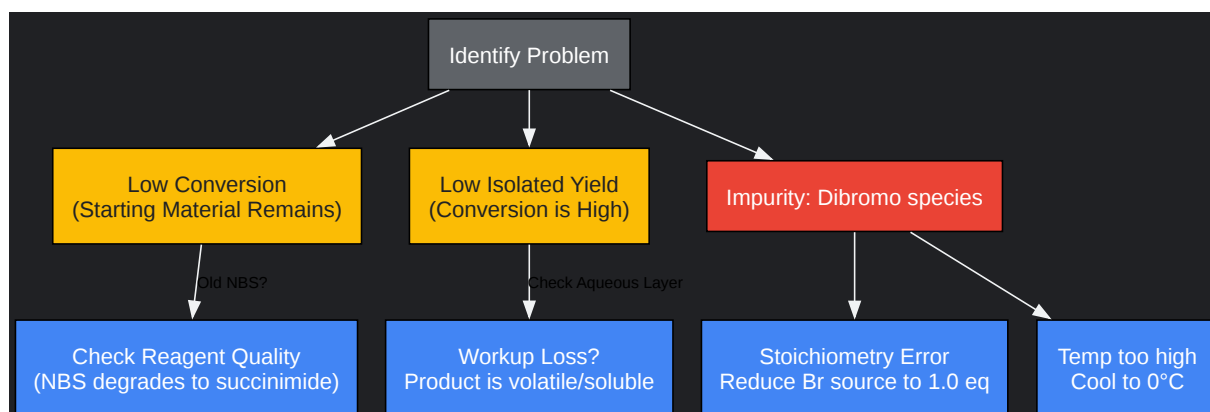 Identify Problem
Low Conversion
(Starting Material Remains)
Low Isolated Yield
(Conversion is High)
Impurity: Dibromo species
Old NBS?
Check Aqueous Layer
Check Reagent Quality
(NBS degrades to succinimide)
Workup Loss?
Product is volatile/soluble
Stoichiometry Error
Reduce Br source to 1.0 eq
Temp too high
Cool to 0°C